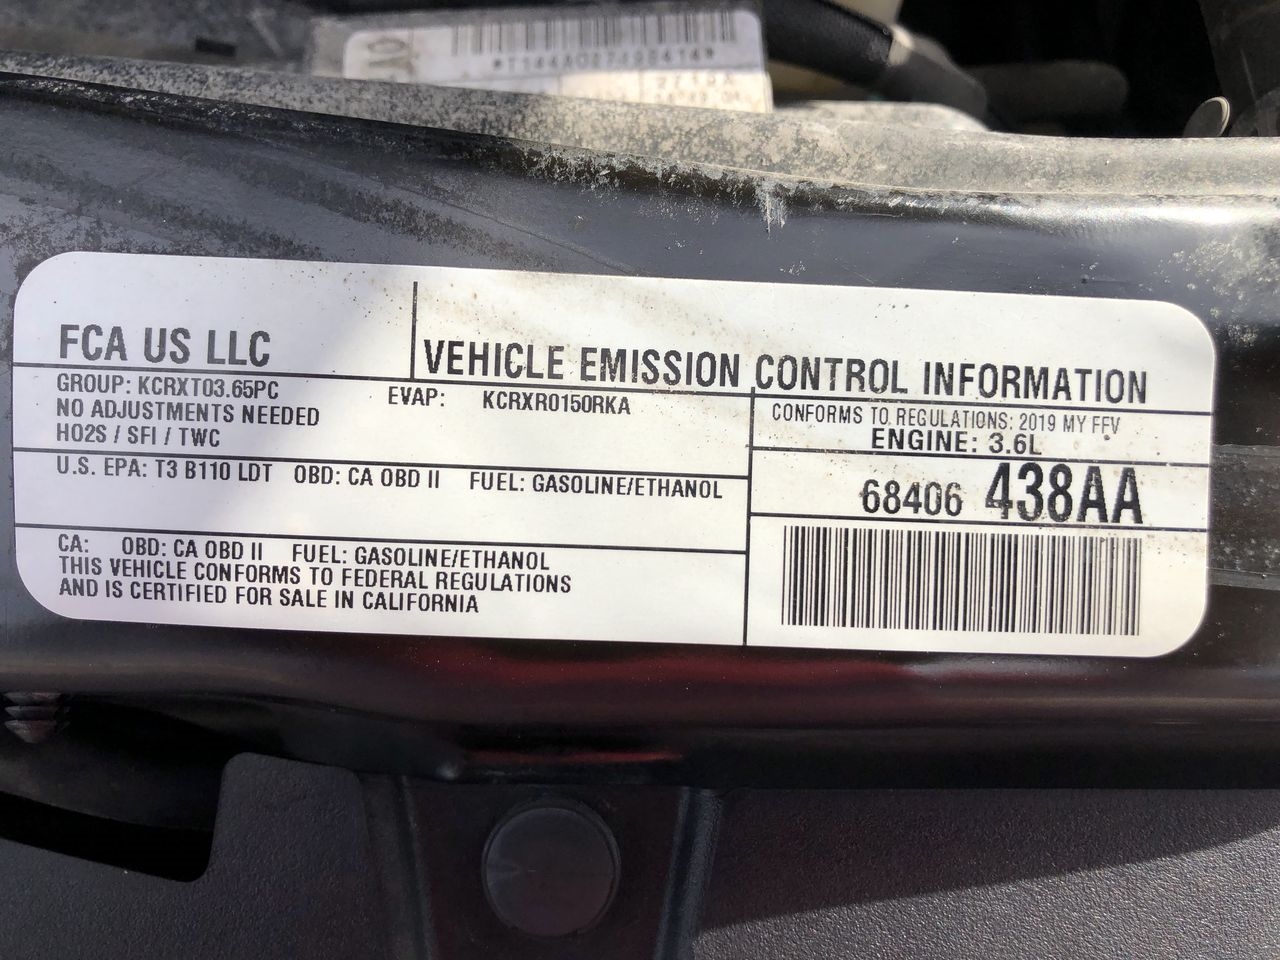 FCA US LLC
VEHICLE EMISSION CONTROL INFORMATION
GROUP: KCRXT03.65PC EVAP: KCRXR0150RKA
NO ADJUSTMENTS NEEDED
HO2S / SFI / TWC
CONFORMS TO REGULATIONS: 2019 MY FFV
ENGINE: 3.6L
U.S. EPA: T3 B110 LDT OBD: CA OBD II FUEL: GASOLINE/ETHANOL
68406 438AA
CA: OBD: CA OBD II FUEL: GASOLINE/ETHANOL
THIS VEHICLE CONFORMS TO FEDERAL REGULATIONS
AND IS CERTIFIED FOR SALE IN CALIFORNIA